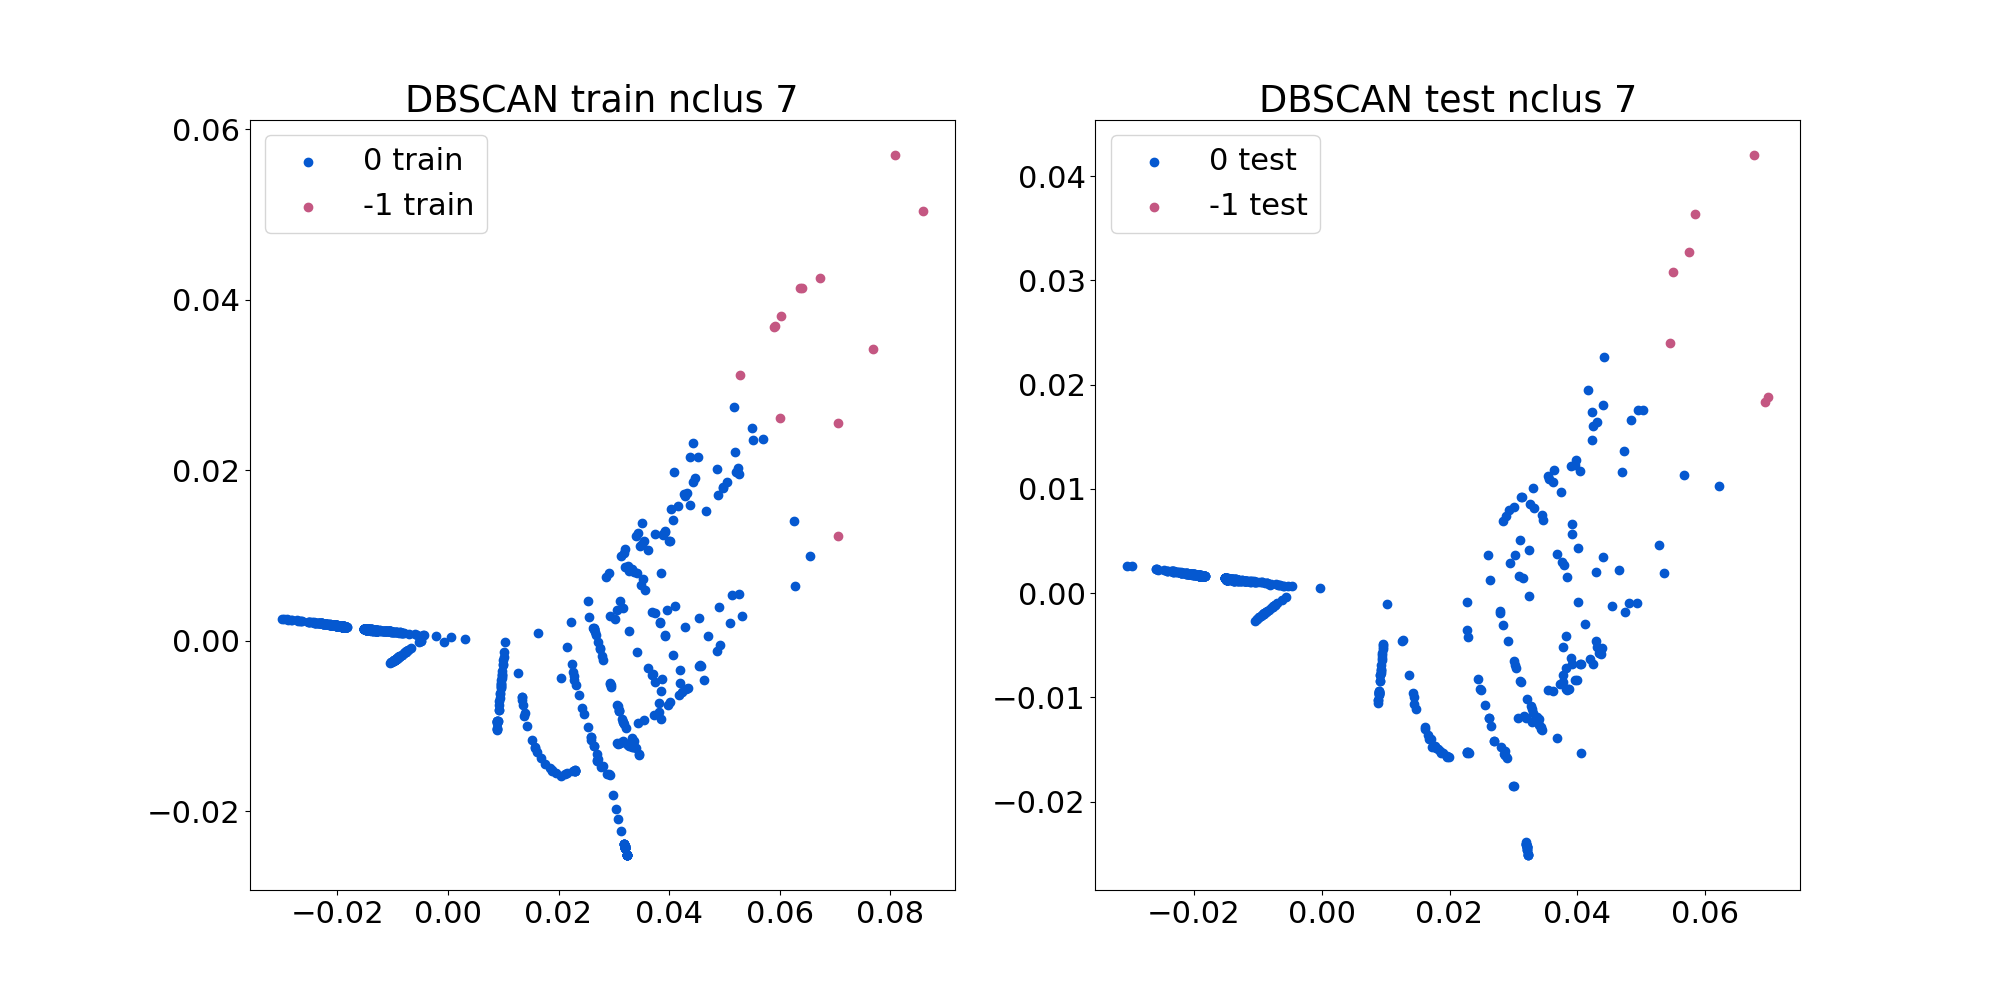 DBSCAN train nclus 7
0 train
-1 train
0.06
0.04
0.02
0.00
−0.02
−0.02 0.00 0.02 0.04 0.06 0.08
DBSCAN test nclus 7
0 test
-1 test
0.04
0.03
0.02
0.01
0.00
−0.01
−0.02
−0.02 0.00 0.02 0.04 0.06